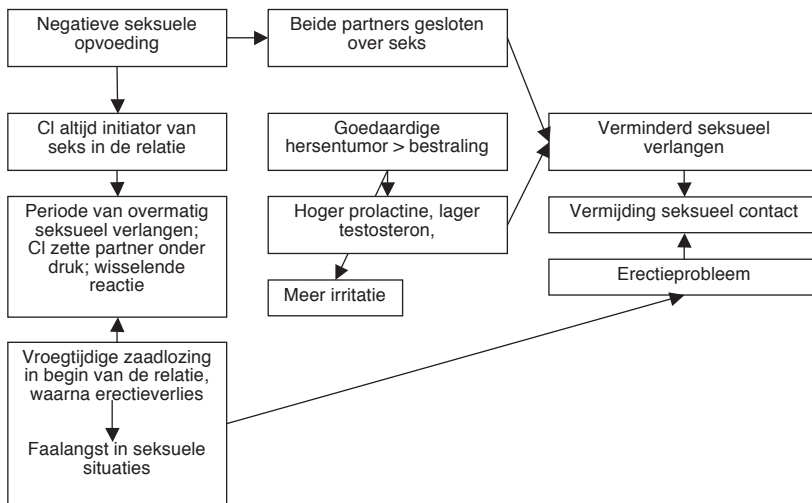 Negatieve seksuele
opvoeding
Beide partners gesloten
over seks
Cl altijd initiator van
seks in de relatie
Goedaardige
hersentumor > bestraling
Verminderd seksueel
verlangen
Periode van overmatig
seksueel verlangen;
Cl zette partner onder
druk; wisselende
reactie
Hoger prolactine, lager
testosteron,
Vermijding seksueel contact
Meer irritatie
Erectieprobleem
Vroegtijdige zaadlozing
in begin van de relatie,
waarna erectieverlies
Faalangst in seksuele
situaties